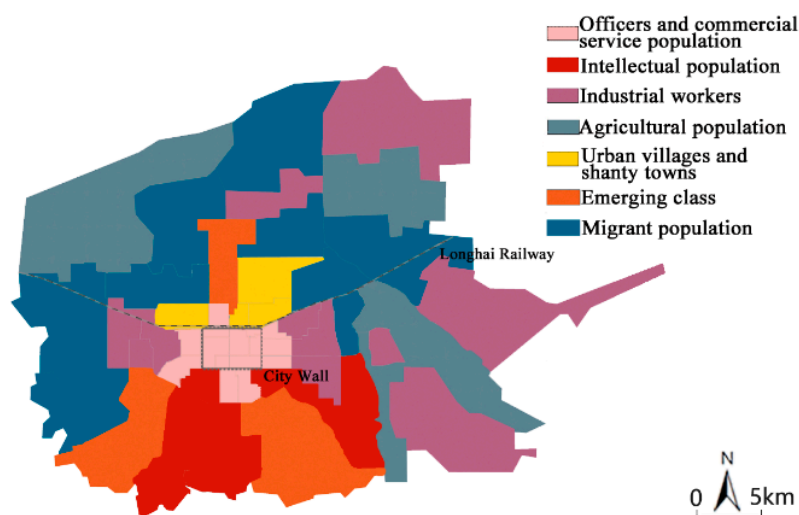 Officers and commercial
service population
Intellectual population
Industrial workers
Agricultural population
Urban villages and
shanty towns
Emerging class
Migrant population
Longhai Railway
City Wall
N
0 5km